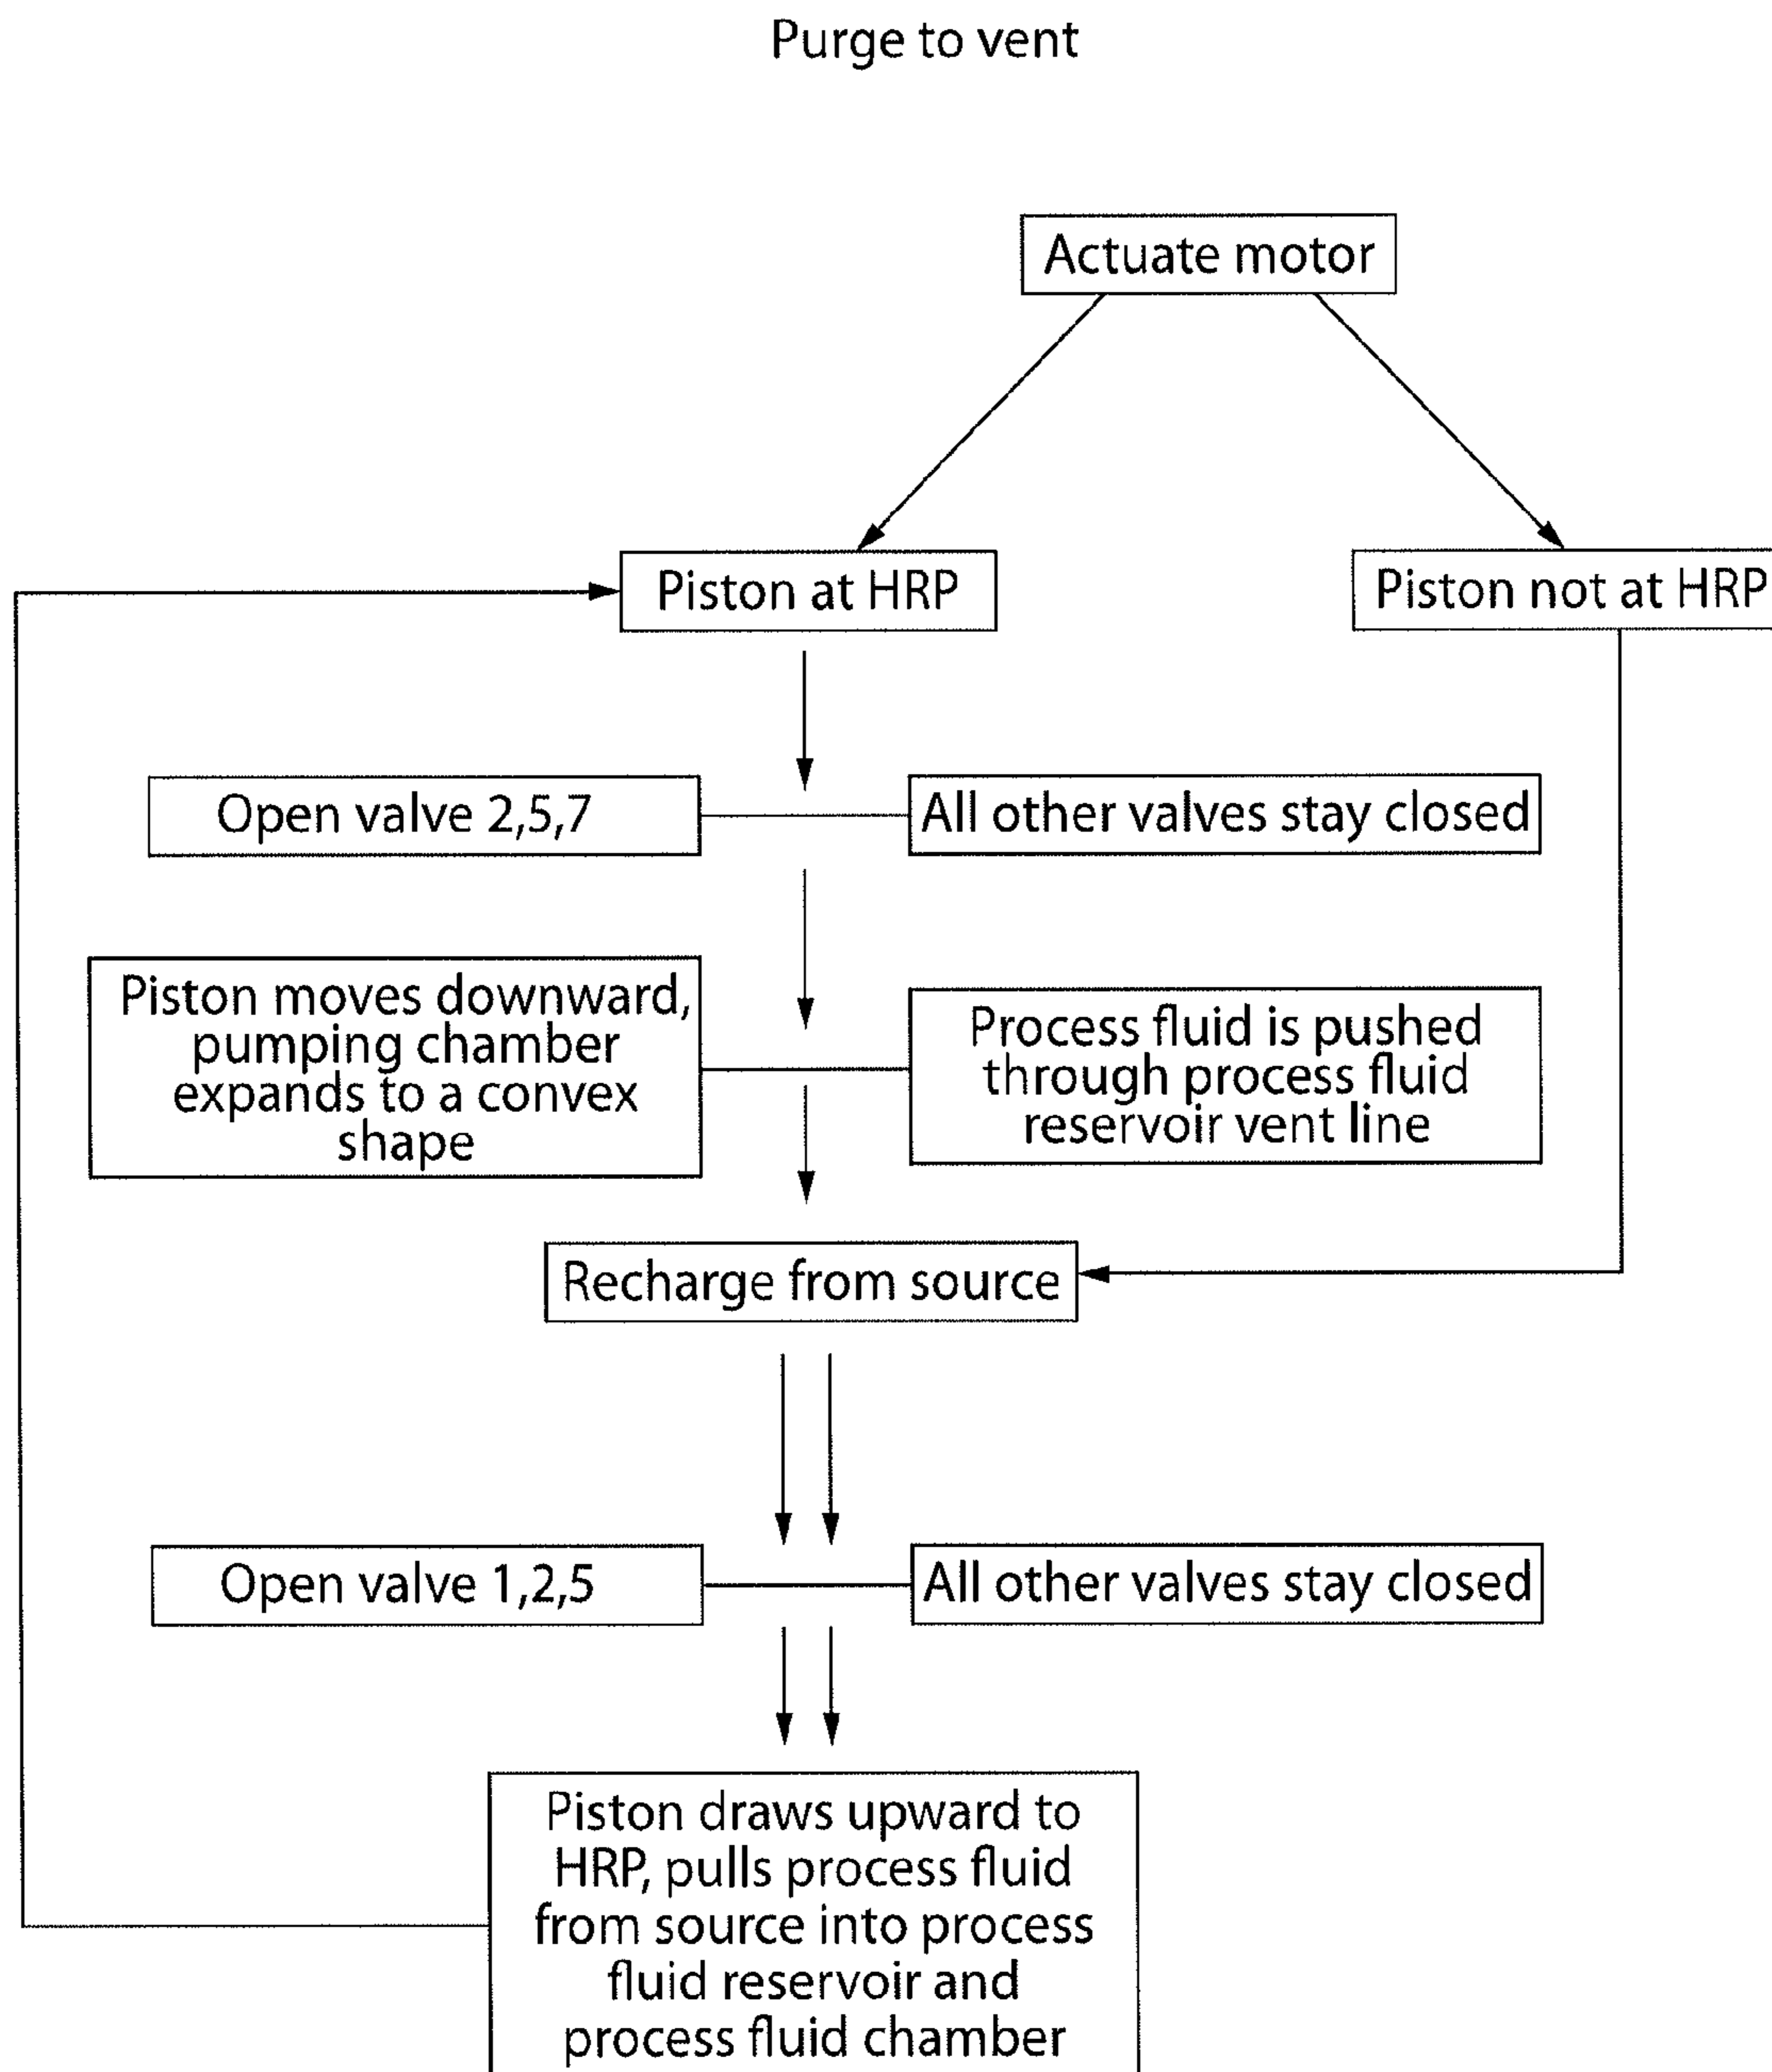 Purge to vent
Actuate motor
Piston at HRP
Piston not at HRP
Open valve 2,5,7
All other valves stay closed
Piston moves downward,
pumping chamber
expands to a convex
shape
Process fluid is pushed
through process fluid
reservoir vent line
Recharge from source
Open valve 1,2,5
All other valves stay closed
Piston draws upward to
HRP, pulls process fluid
from source into process
fluid reservoir and
process fluid chamber